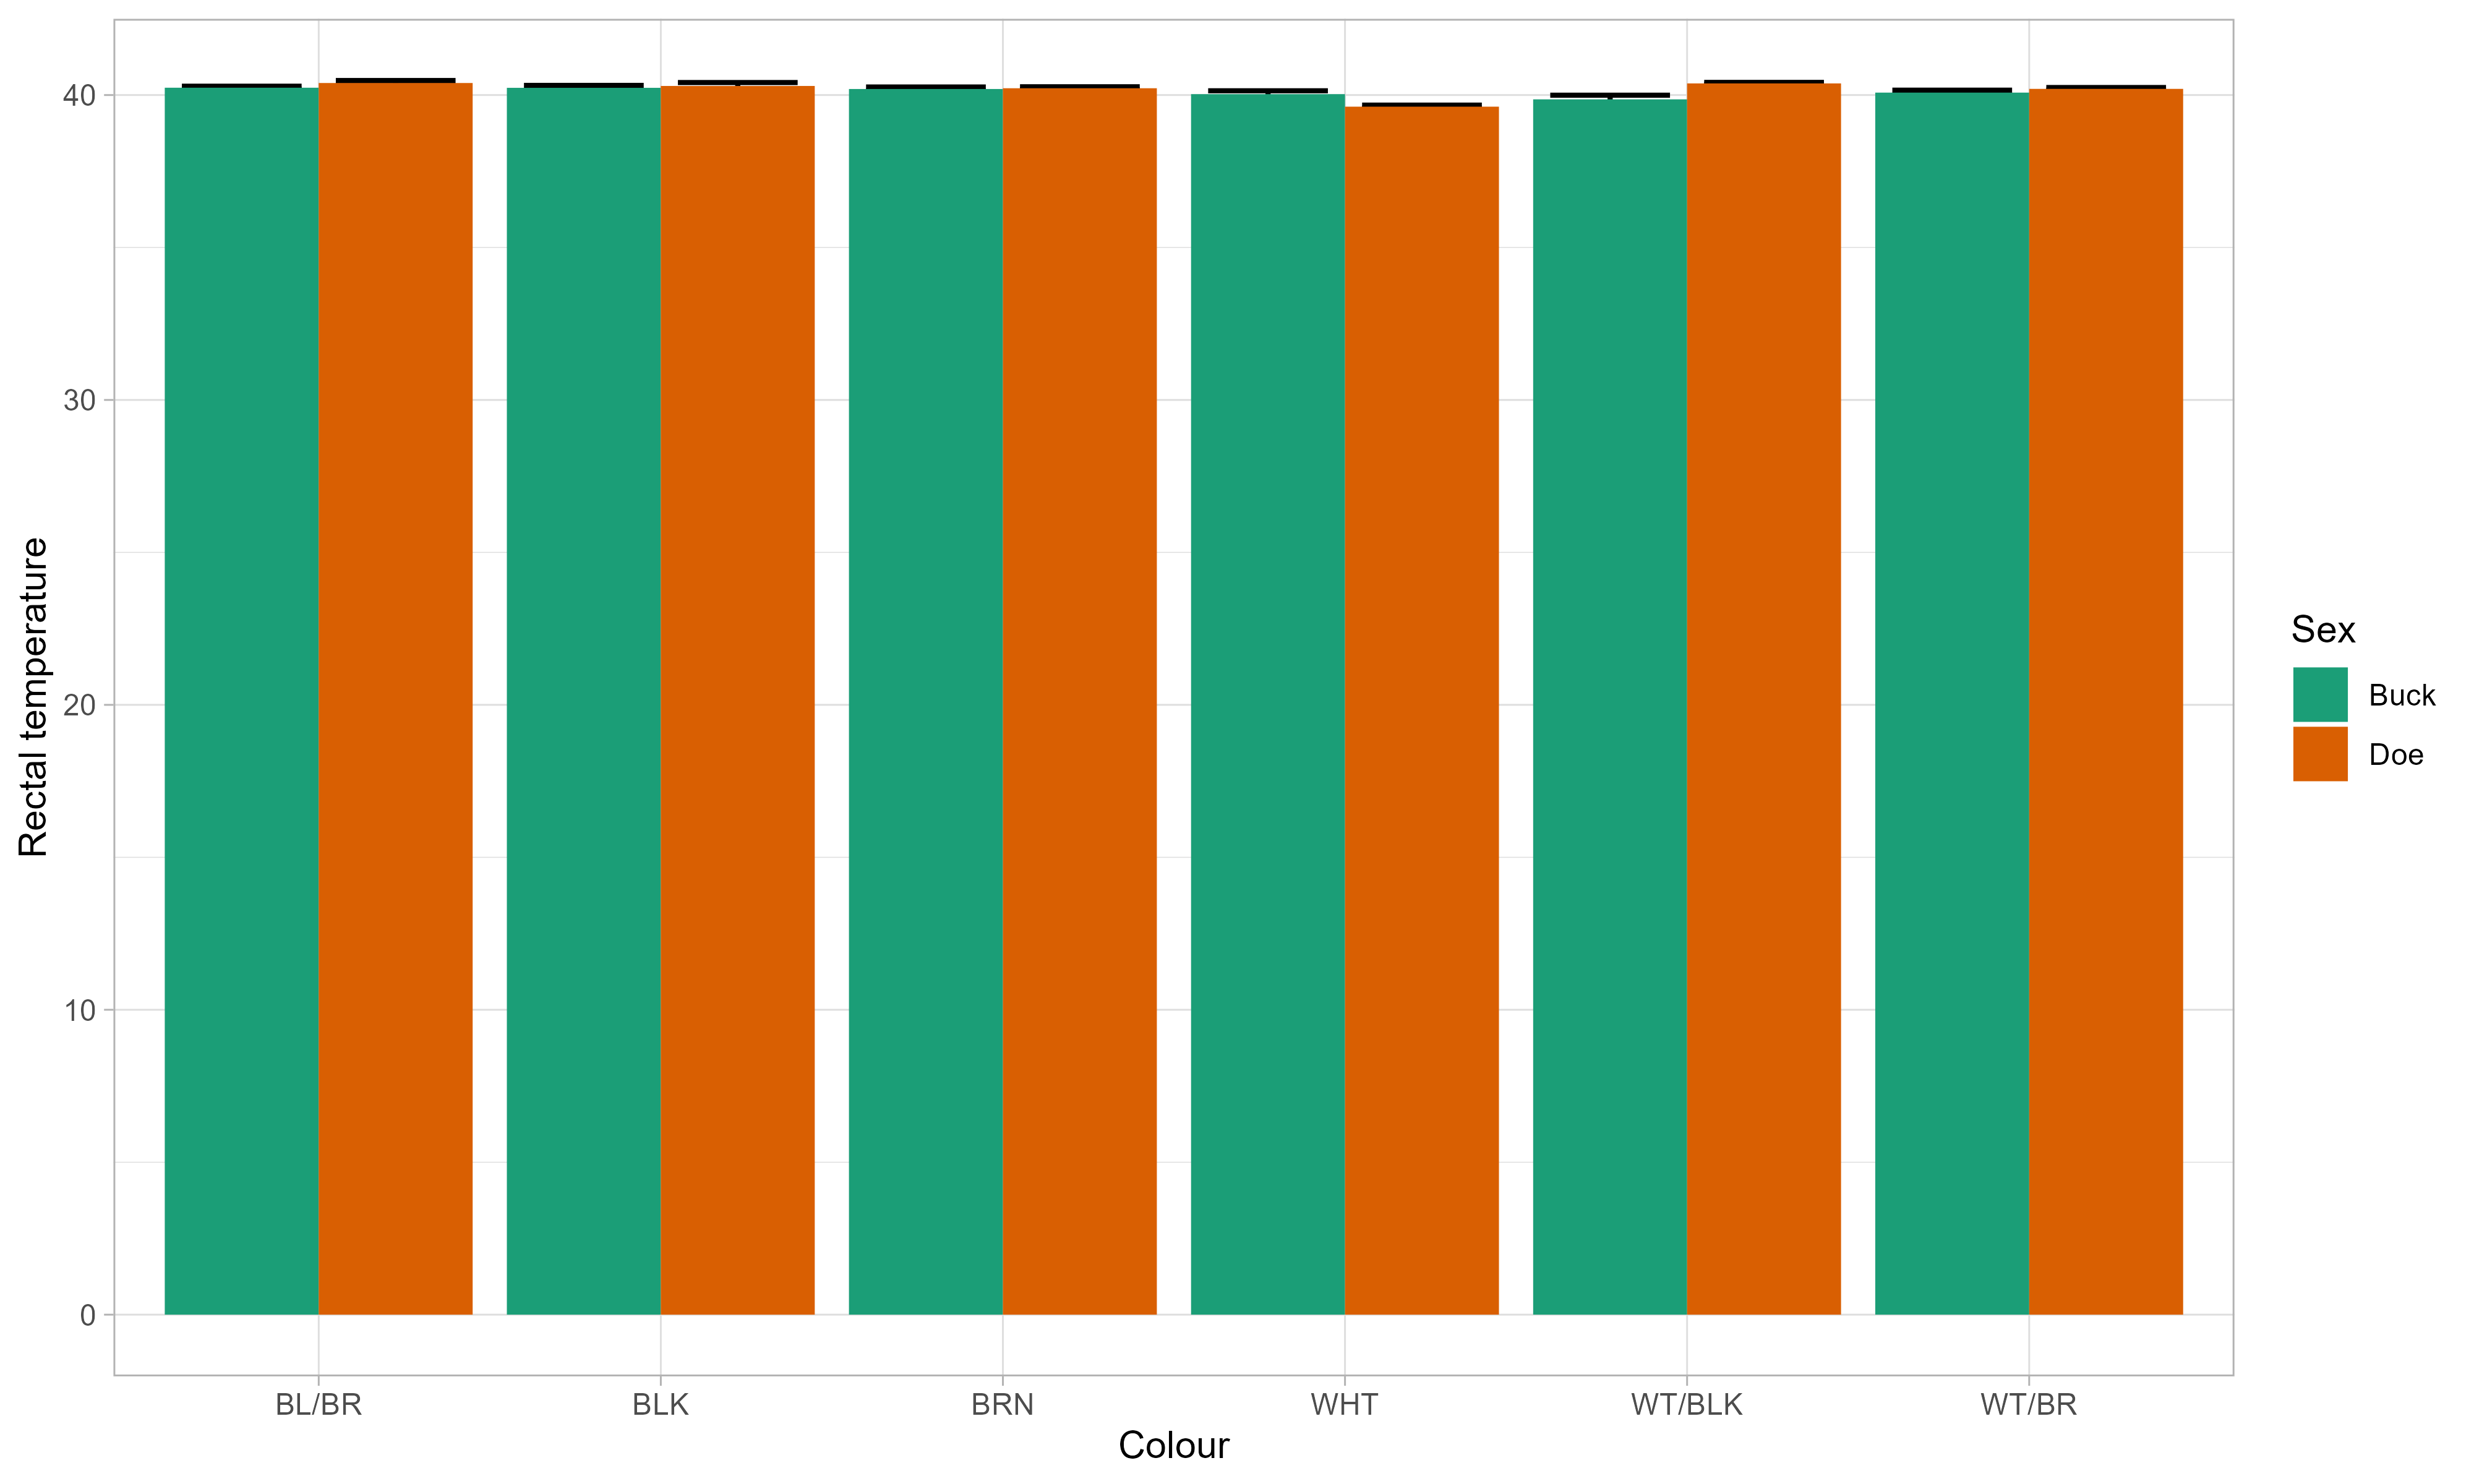 Rectal temperature
40
30
20
10
0
BL/BR
BLK
BRN
WHT
WT/BLK
WT/BR
Colour
Sex
Buck
Doe